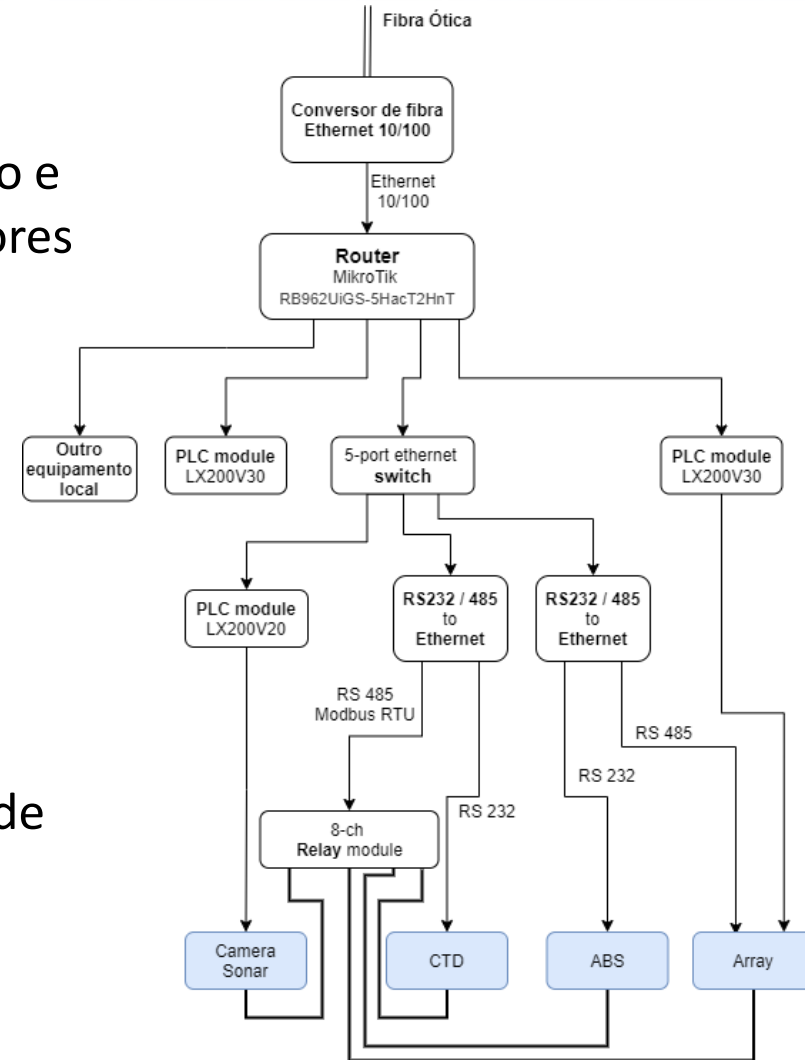 Fibra Ótica
Conversor de fibra
Ethernet 10/100
Ethernet
10/100
o e
ores
Router
MikroTik
RB962UiGS-5HacT2HnT
Outro
equipamento
local
PLC module
LX200V30
5-port ethernet
switch
PLC module
LX200V30
PLC module
LX200V20
RS232 / 485
to
Ethernet
RS232 / 485
to
Ethernet
RS 485
Modbus RTU
RS 485
RS 232
RS 232
de
8-ch
Relay module
Camera
Sonar
CTD
ABS
Array